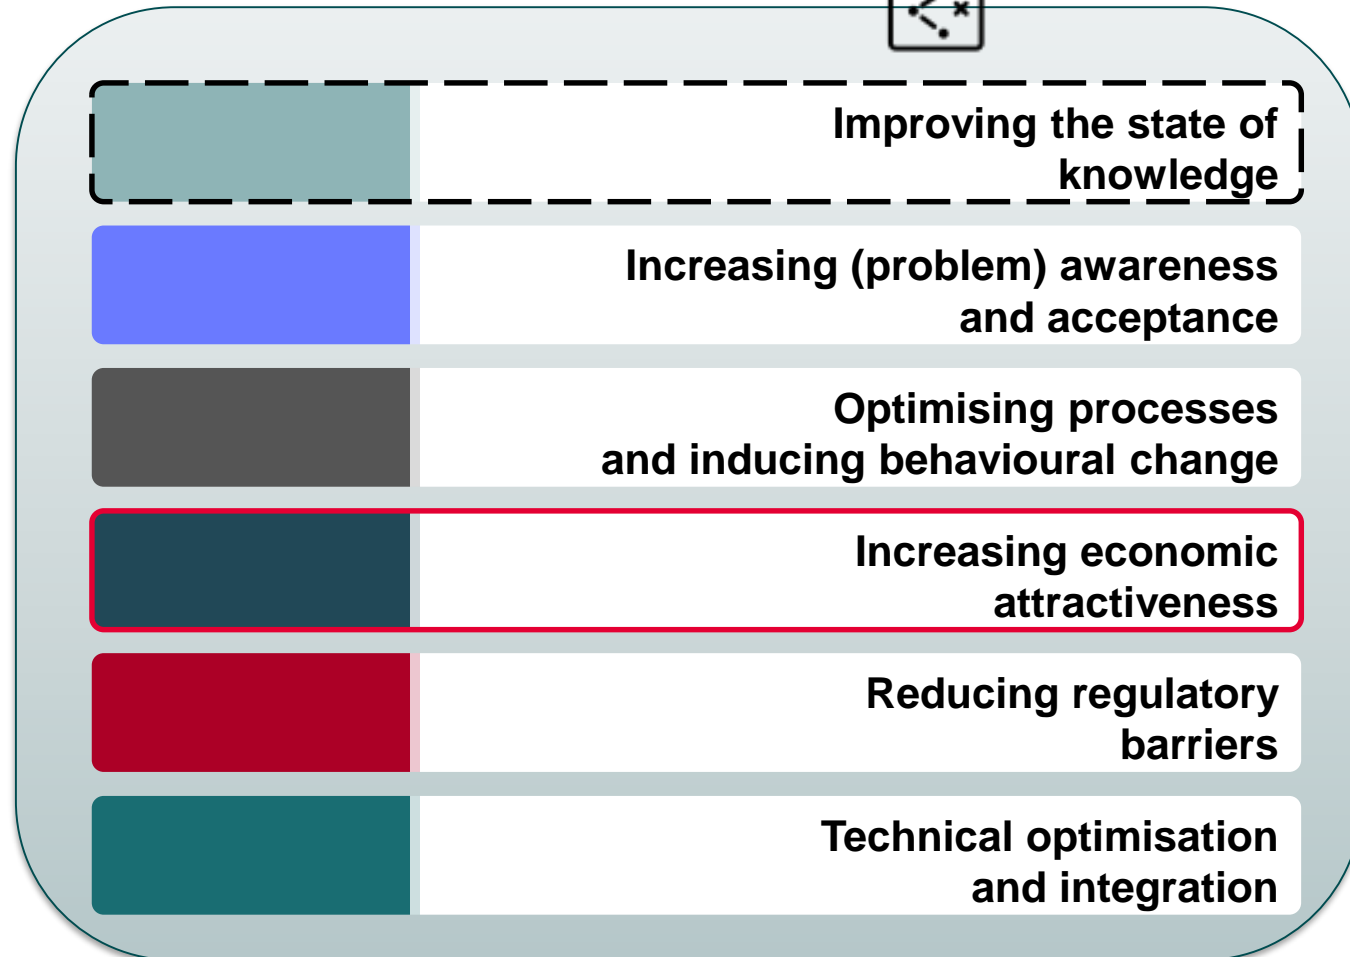 Improving the state of
knowledge
Increasing (problem) awareness
and acceptance
Optimising processes
and inducing behavioural change
Increasing economic
attractiveness
Reducing regulatory
barriers
Technical optimisation
and integration